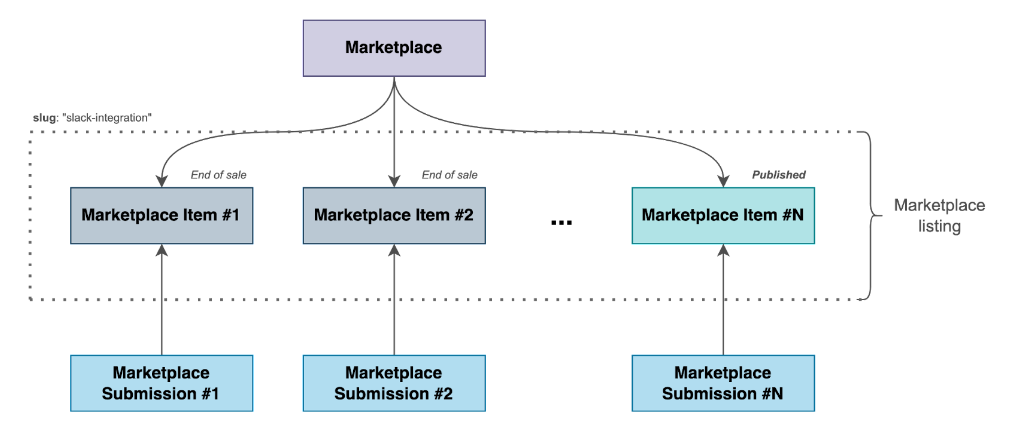 Marketplace
slug: "slack-integration"
End of sale
End of sale
Published
Marketplace Item #1
Marketplace Item #2
...
Marketplace Item #N
Marketplace
listing
Marketplace
Submission #1
Marketplace
Submission #2
Marketplace
Submission #N